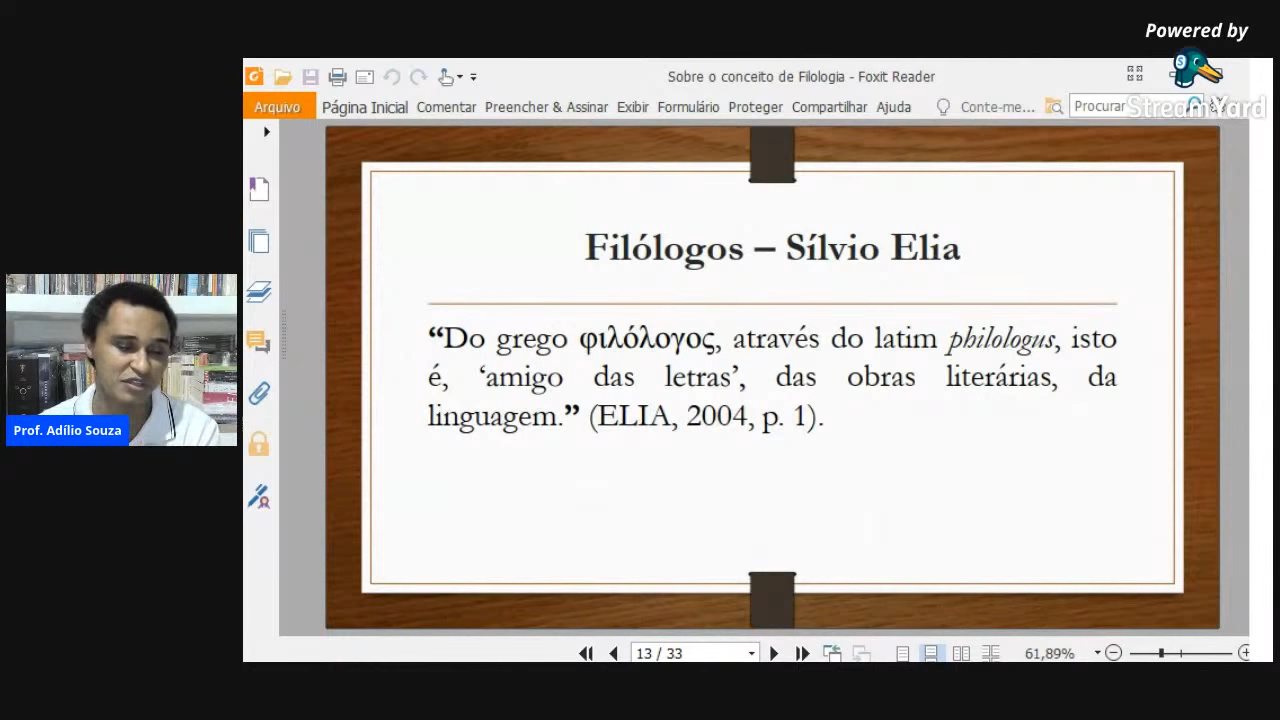 Powered by
StreamYard
Sobre o conceito de Filologia - Foxit Reader
Arquivo Página Inicial Comentar Preencher & Assinar Exibir Formulário Proteger Compartilhar Ajuda Conte-me... Procurar
Filólogos – Sílvio Elia
“Do grego φιλόλογος, através do latim philologus, isto
é, ‘amigo das letras’, das obras literárias, da
linguagem.” (ELIA, 2004, p. 1).
Prof. Adílio Souza
13 / 33
61,89%